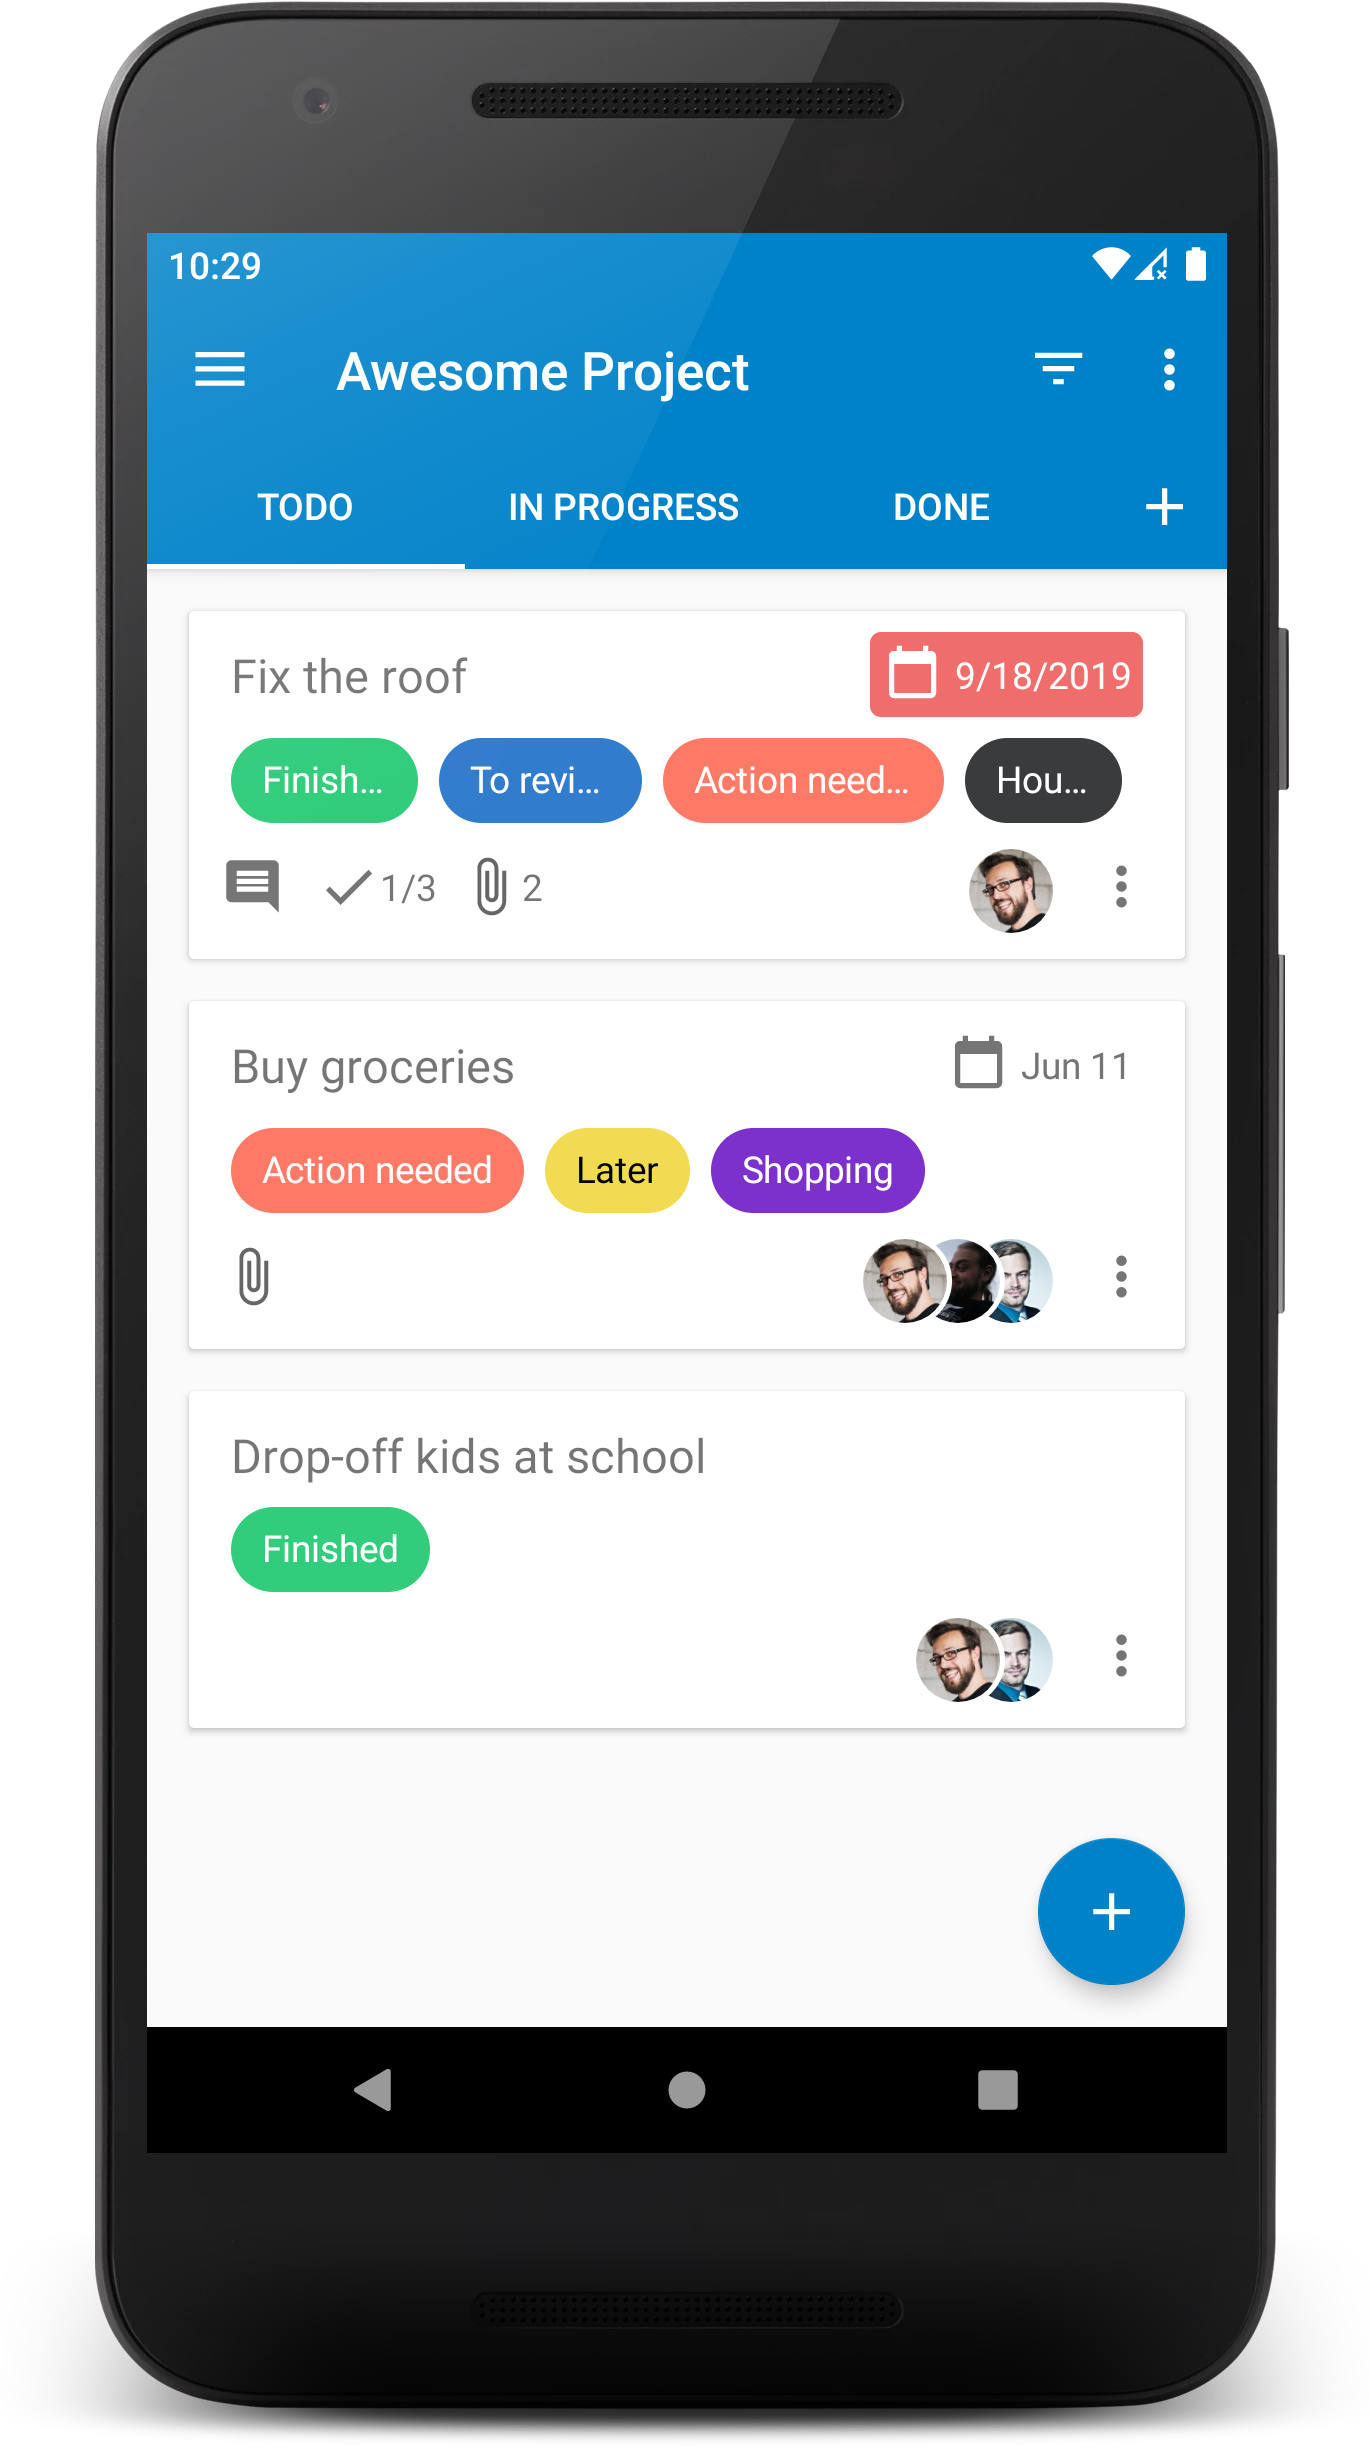 10:29
Awesome Project
TODO IN PROGRESS DONE
Fix the roof 9/18/2019
Finish... To revi... Action need... Hou...
1/3 2
Buy groceries Jun 11
Action needed Later Shopping
Drop-off kids at school
Finished